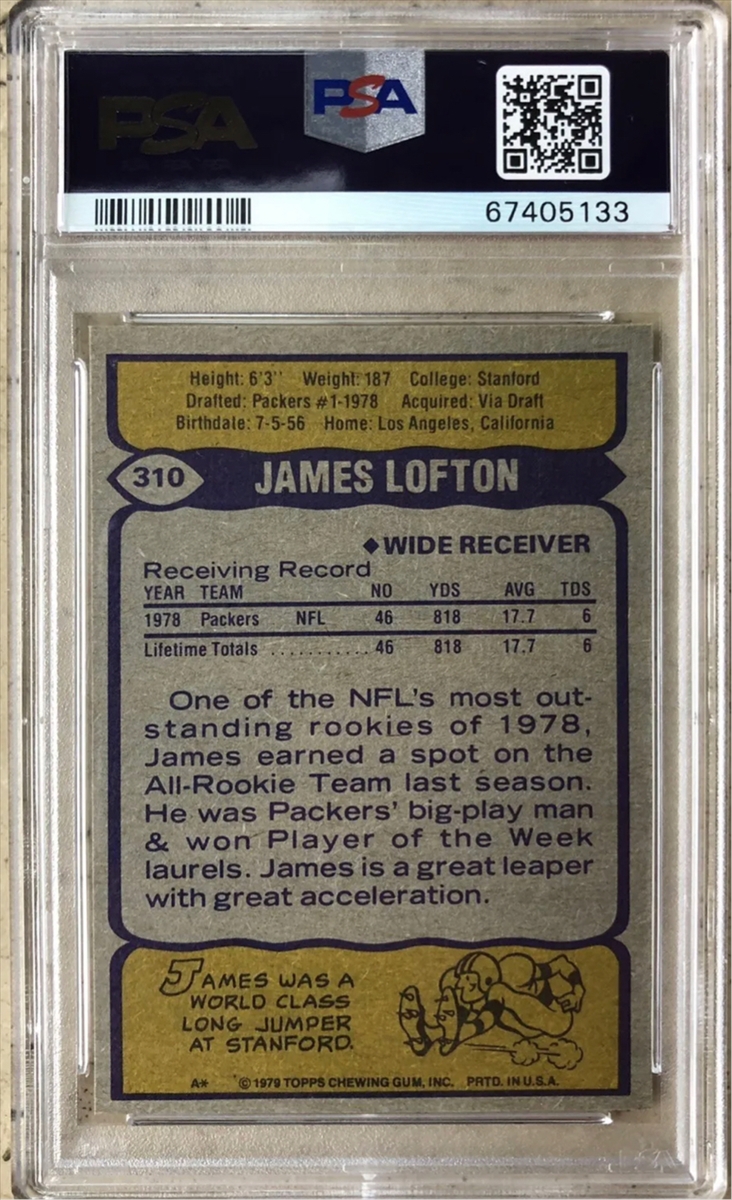 PSA
PSA
67405133
Height: 6'3'' Weight: 187 College: Stanford
Drafted: Packers #1-1978 Acquired: Via Draft
Birthdate: 7-5-56 Home: Los Angeles, California
310 JAMES LOFTON
◆WIDE RECEIVER
Receiving Record
YEAR TEAM NO YDS AVG TDS
1978 Packers NFL 46 818 17.7 6
Lifetime Totals ........... 46 818 17.7 6
One of the NFL's most out-
standing rookies of 1978,
James earned a spot on the
All-Rookie Team last season.
He was Packers' big-play man
& won Player of the Week
laurels. James is a great leaper
with great acceleration.
JAMES WAS A
WORLD CLASS
LONG JUMPER
AT STANFORD.
A* © 1979 TOPPS CHEWING GUM, INC. PRTD. IN U.S.A.